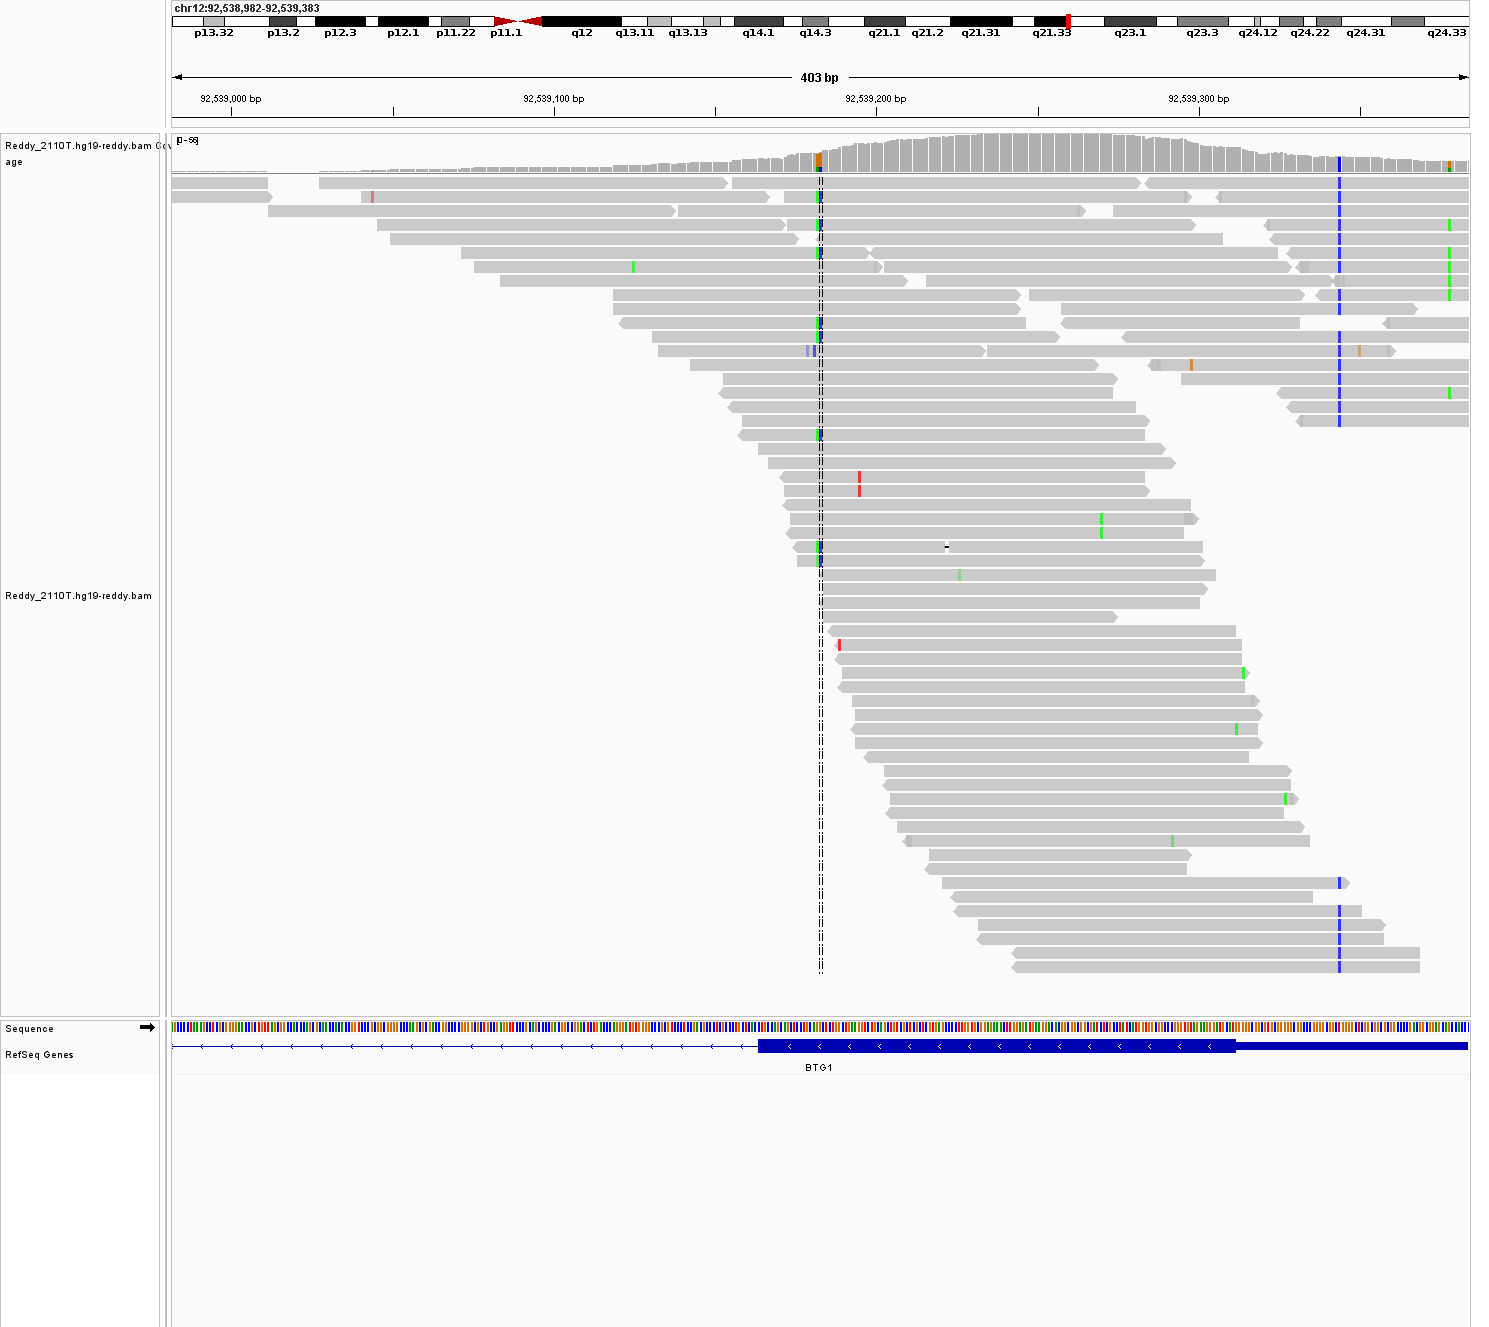 chr12:92,538,982-92,539,383
p13.32 p13.2 p12.3 p12.1 p11.22 p11.1 q12 q13.11 q13.13 q14.1 q14.3 q21.1 q21.2 q21.31 q21.33 q23.1 q23.3 q24.12 q24.22 q24.31 q24.33
403 bp
92,539,000 bp 92,539,100 bp 92,539,200 bp 92,539,300 bp
[0 - 56]
Reddy_2110T.hg19-reddy.bam Cov
age
Reddy_2110T.hg19-reddy.bam
Sequence
RefSeq Genes
BTG1